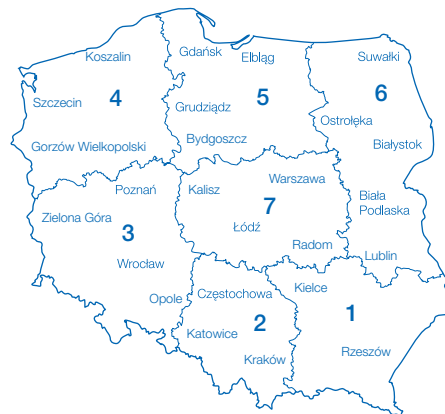 Koszalin
Gdańsk
Elbląg
Suwałki
Szczecin
4
Grudziądz
5
6
Ostrołęka
Gorzów Wielkopolski
Bydgoszcz
Białystok
Poznań
Kalisz
Warszawa
Biała
Podlaska
Zielona Góra
3
Łódź
7
Radom
Wrocław
Lublin
Opole
Częstochowa
Kielce
Katowice
2
1
Kraków
Rzeszów